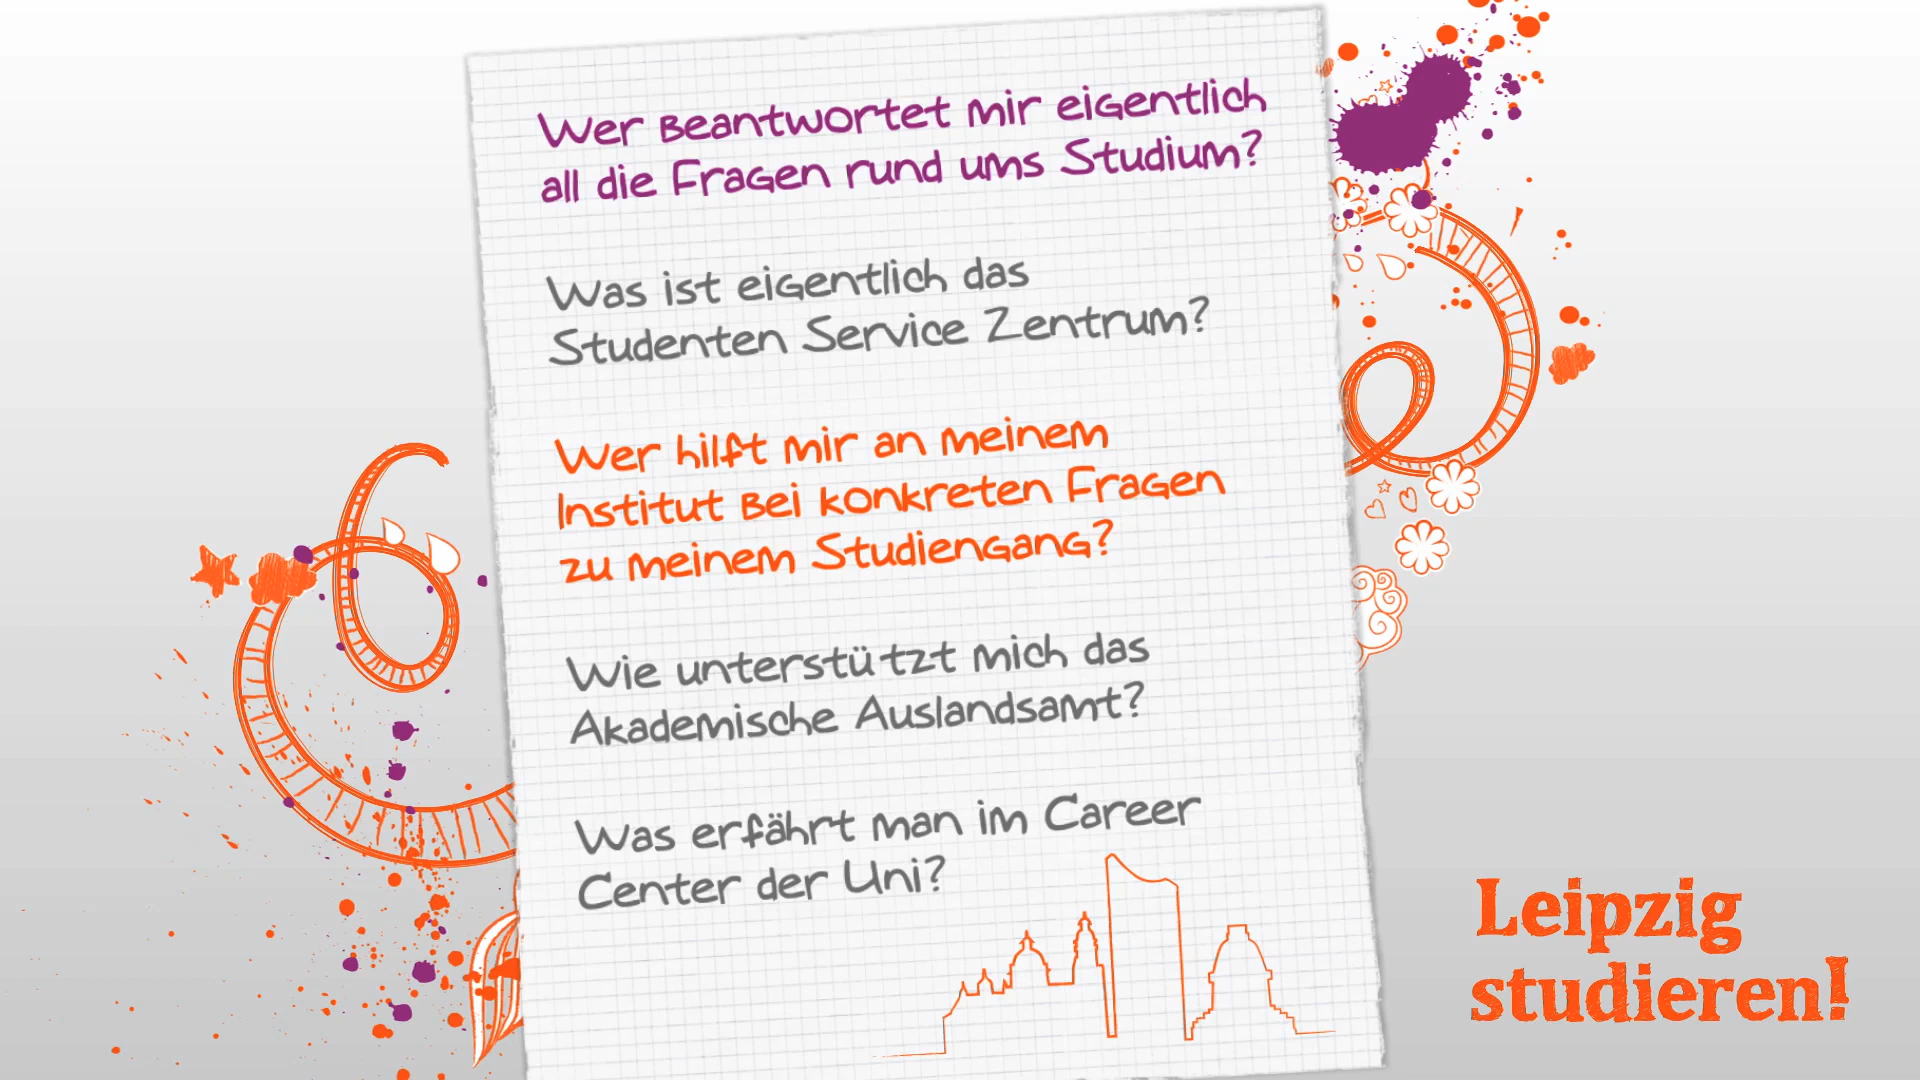 Wer beantwortet mir eigentlich
all die Fragen rund ums Studium?
Was ist eigentlich das
Studenten Service Zentrum?
Wer hilft mir an meinem
Institut bei konkreten Fragen
zu meinem Studiengang?
Wie unterstützt mich das
Akademische Auslandsamt?
Was erfährt man im Career
Center der Uni?
Leipzig
studieren!